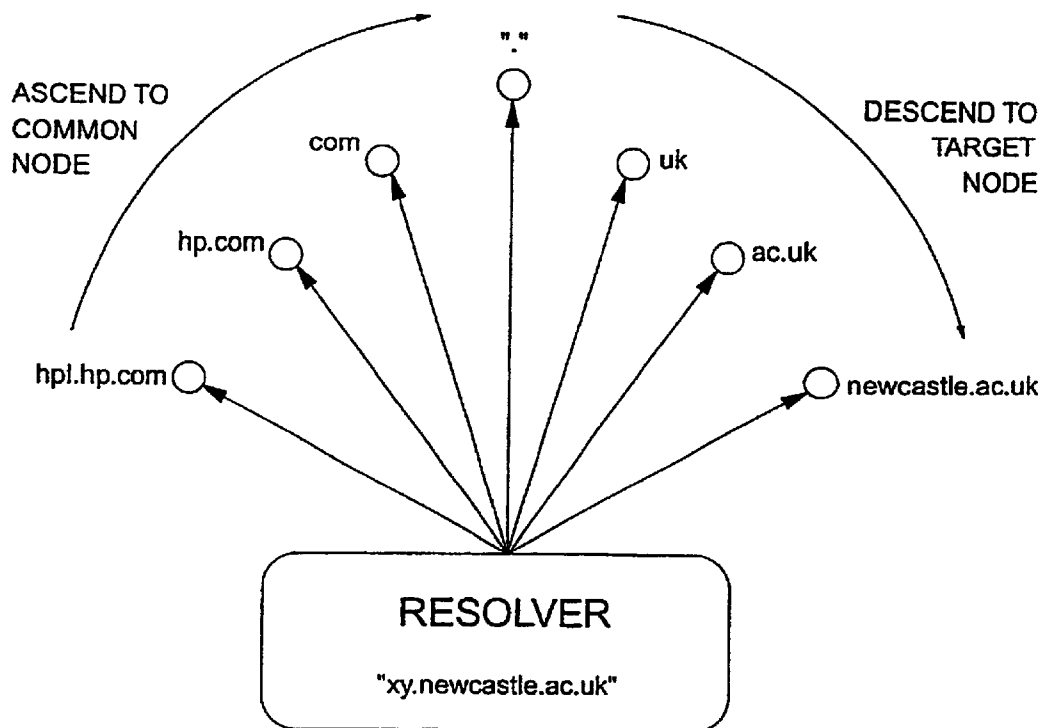 "."
ASCEND TO
COMMON
NODE
DESCEND TO
TARGET
NODE
com
uk
hp.com
ac.uk
hpl.hp.com
newcastle.ac.uk
RESOLVER
"xy.newcastle.ac.uk"